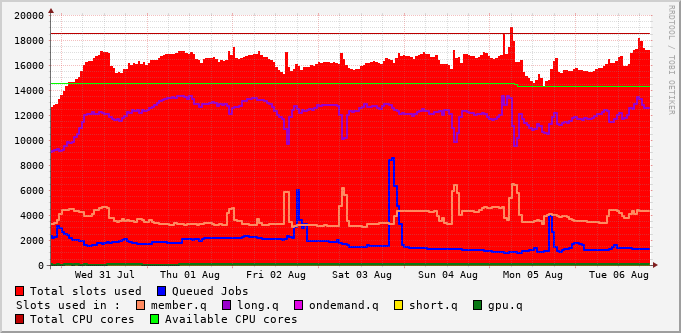 20000
18000
16000
14000
12000
10000
8000
6000
4000
2000
0
Wed 31 Jul Thu 01 Aug Fri 02 Aug Sat 03 Aug Sun 04 Aug Mon 05 Aug Tue 06 Aug
Total slots used Queued Jobs
Slots used in : member.q long.q ondemand.q short.q gpu.q
Total CPU cores Available CPU cores
RRDTOOL / TOBI OETIKER